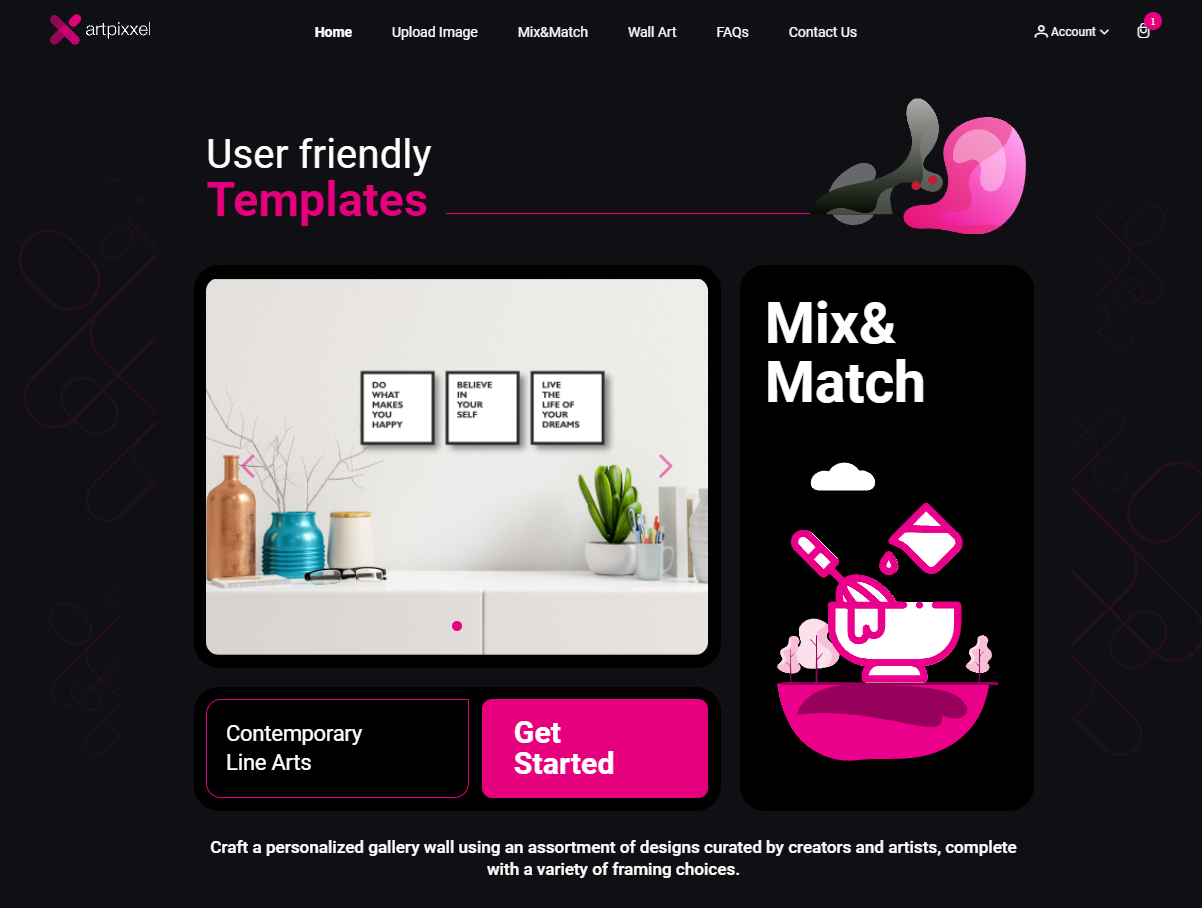 artpixxel
Home
Upload Image
Mix&Match
Wall Art
FAQs
Contact Us
Account
1
User friendly
Templates
DO
WHAT
MAKES
YOU
HAPPY
BELIEVE
IN
YOUR
SELF
LIVE
THE
LIFE OF
YOUR
DREAMS
Mix&
Match
Contemporary
Line Arts
Get
Started
Craft a personalized gallery wall using an assortment of designs curated by creators and artists, complete
with a variety of framing choices.